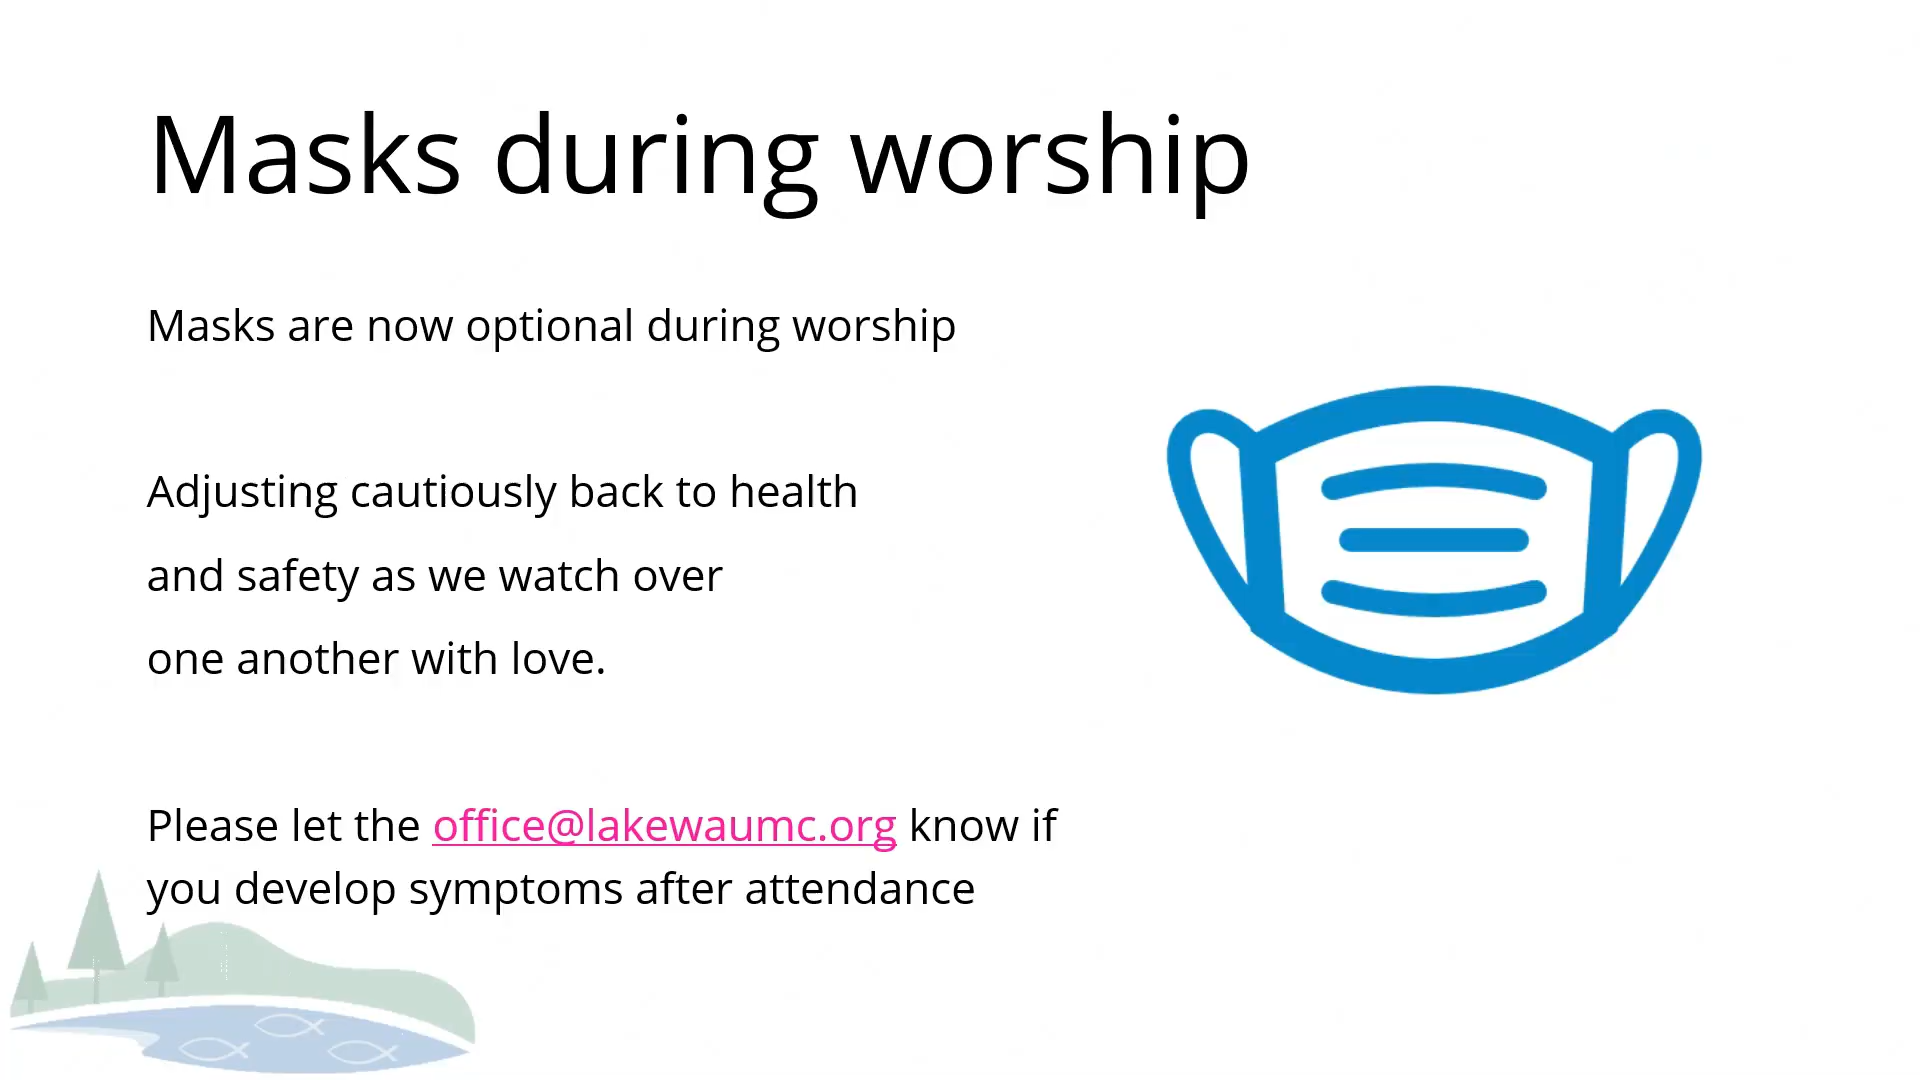 Masks during worship
Masks are now optional during worship
Adjusting cautiously back to health
and safety as we watch over
one another with love.
Please let the office@lakewaumc.org know if
you develop symptoms after attendance